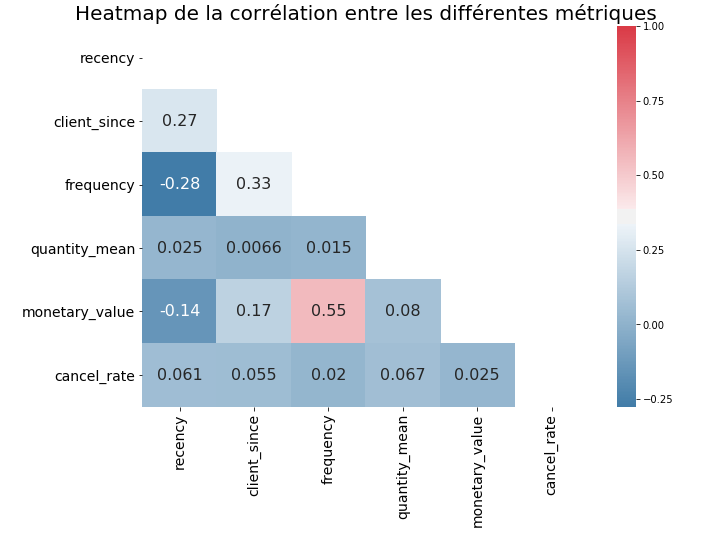 Heatmap de la corrélation entre les différentes métriques
recency
client_since 0.27
frequency -0.28 0.33
quantity_mean 0.025 0.0066 0.015
monetary_value -0.14 0.17 0.55 0.08
cancel_rate 0.061 0.055 0.02 0.067 0.025
recency client_since frequency quantity_mean monetary_value cancel_rate
1.00
0.75
0.50
0.25
0.00
−0.25